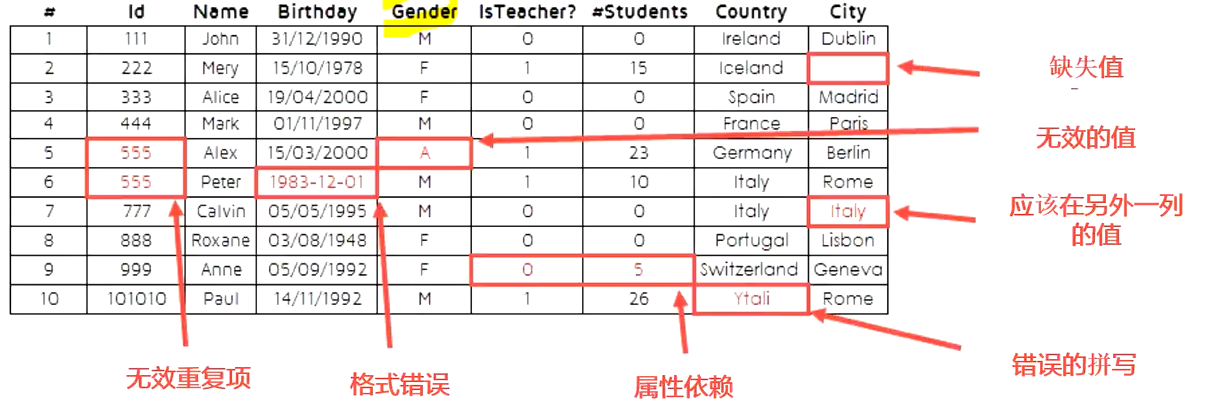 # Id Name Birthday Gender IsTeacher? #Students Country City
1 111 John 31/12/1990 M 0 0 Ireland Dublin
2 222 Mery 15/10/1978 F 1 15 Iceland
3 333 Alice 19/04/2000 F 0 0 Spain Madrid
4 444 Mark 01/11/1997 M 0 0 France Paris
5 555 Alex 15/03/2000 A 1 23 Germany Berlin
6 555 Peter 1983-12-01 M 1 10 Italy Rome
7 777 Calvin 05/05/1995 M 0 0 Italy Italy
8 888 Roxane 03/08/1948 F 0 0 Portugal Lisbon
9 999 Anne 05/09/1992 F 0 5 Switzerland Geneva
10 101010 Paul 14/11/1992 M 1 26 Ytali Rome
缺失值
无效的值
应该在另外一列
的值
错误的拼写
无效重复项
格式错误
属性依赖